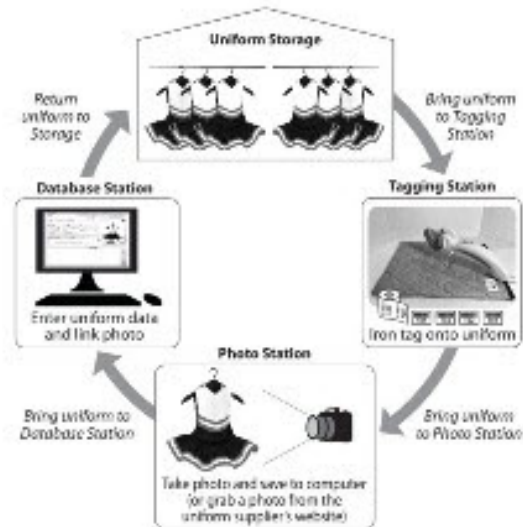 Uniform Storage
Return
uniform to
Storage
Bring uniform
to Tagging
Station
Database Station
Tagging Station
Enter uniform data
and link photo
Iron tag onto uniform
Photo Station
Bring uniform to
Database Station
Bring uniform
to Photo Station
Take photo and save to computer
(or grab a photo from the
uniform supplier's website)